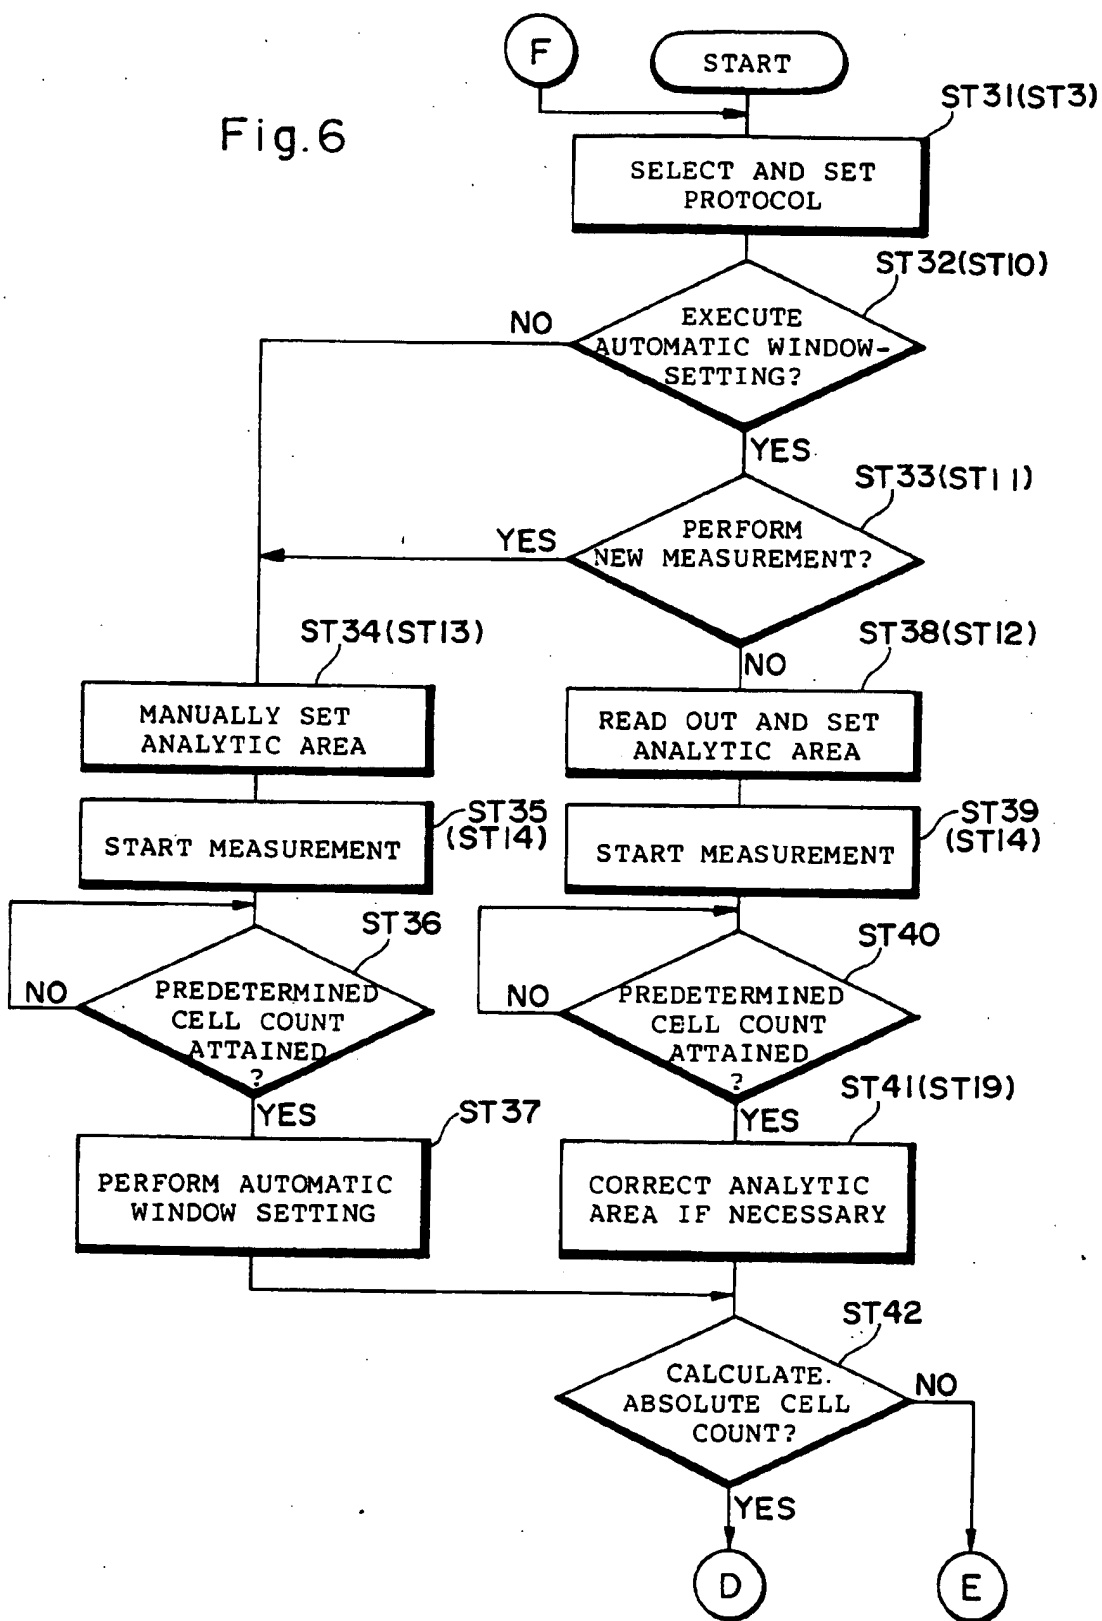 F
START
ST31(ST3)
Fig.6
SELECT AND SET
PROTOCOL
ST32(ST10)
NO
EXECUTE
AUTOMATIC WINDOW-
SETTING?
YES
ST33(ST11)
YES
PERFORM
NEW MEASUREMENT?
ST34(ST13)
ST38(ST12)
NO
MANUALLY SET
ANALYTIC AREA
READ OUT AND SET
ANALYTIC AREA
ST35
(ST14)
START MEASUREMENT
ST39
(ST14)
START MEASUREMENT
ST36
NO
PREDETERMINED
CELL COUNT
ATTAINED
?
YES
ST40
NO
PREDETERMINED
CELL COUNT
ATTAINED
?
YES
ST37
PERFORM AUTOMATIC
WINDOW SETTING
ST41(ST19)
CORRECT ANALYTIC
AREA IF NECESSARY
ST42
CALCULATE
ABSOLUTE CELL
COUNT?
NO
YES
D
E